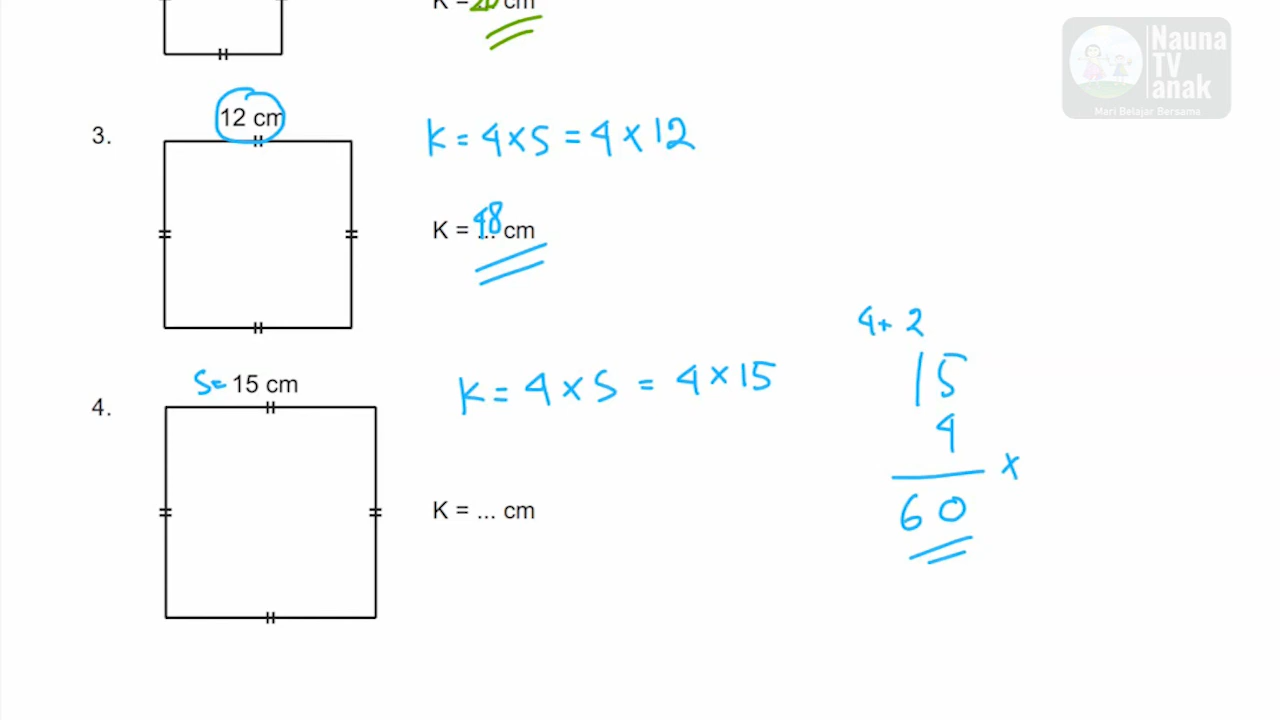 K = 20 cm
Nauna
TV
anak
Mari Belajar Bersama
12 cm
3.
K = 4 × S = 4 × 12
K = 48 cm
4 + 2
15
4
×
60
S = 15 cm
4.
K = 4 × S = 4 × 15
K = ... cm